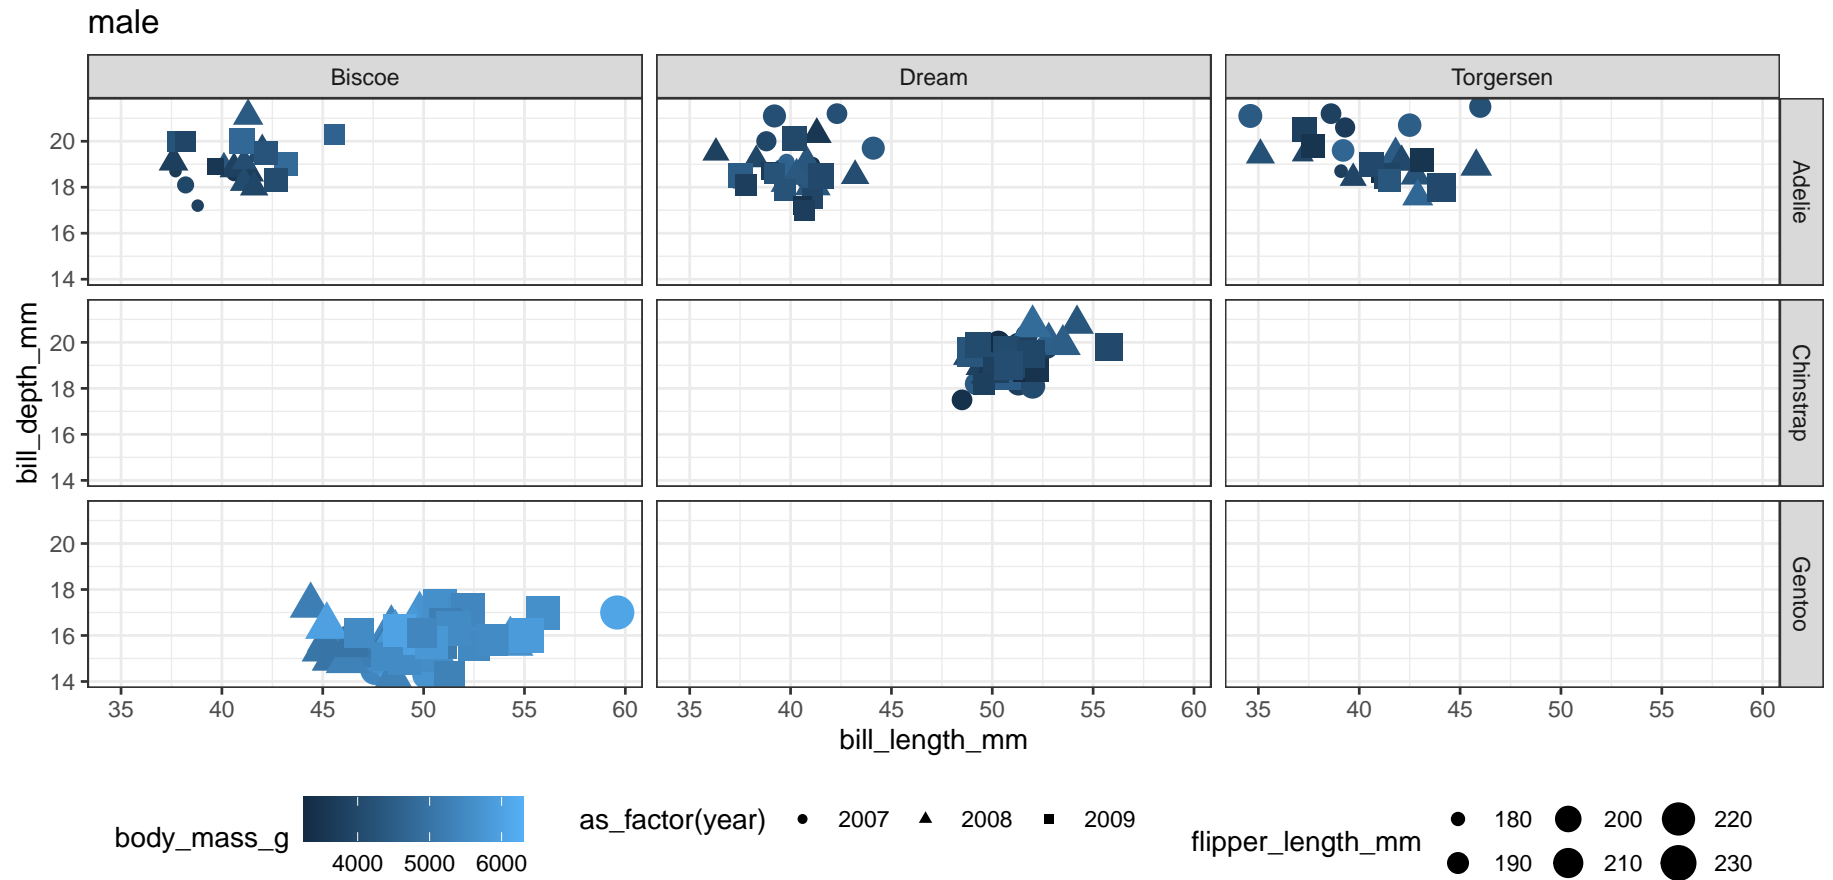 male
Biscoe Dream Torgersen
20
18
16
14
Adelie
20
18
16
14
Chinstrap
bill_depth_mm
20
18
16
14
Gentoo
35 40 45 50 55 60 35 40 45 50 55 60 35 40 45 50 55 60
bill_length_mm
body_mass_g
4000 5000 6000
as_factor(year) 2007 2008 2009
flipper_length_mm
180 200 220
190 210 230